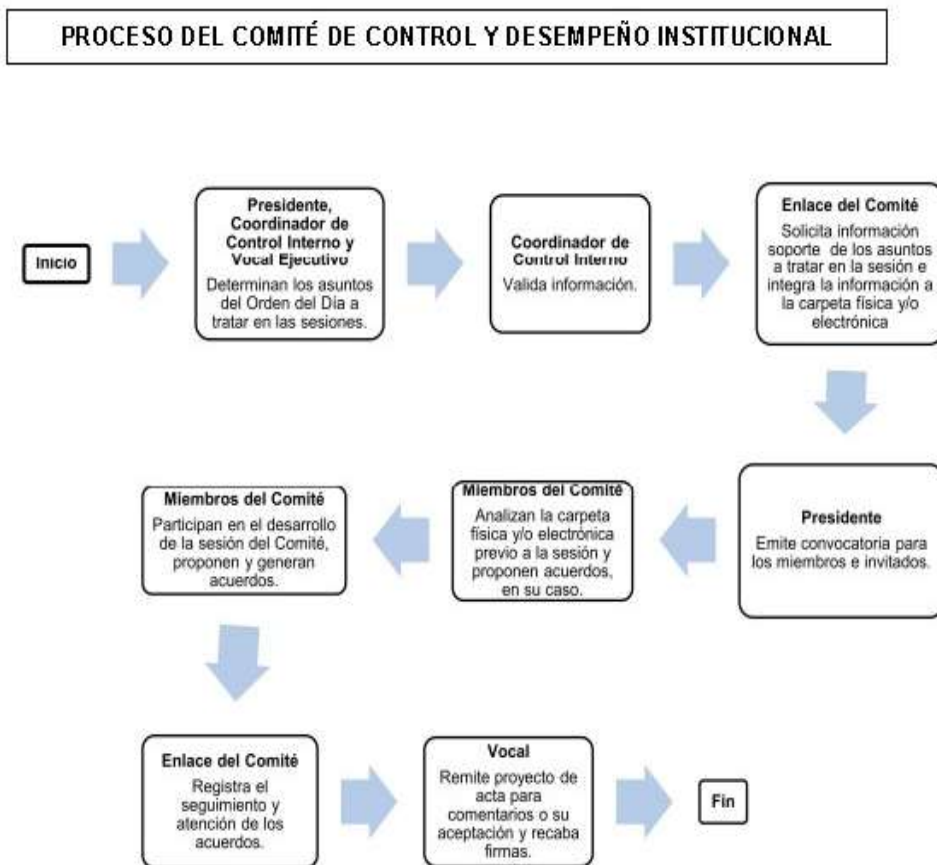 PROCESO DEL COMITÉ DE CONTROL Y DESEMPEÑO INSTITUCIONAL
Inicio
Presidente,
Coordinador de
Control Interno y
Vocal Ejecutivo
Determinan los asuntos
del Orden del Día a
tratar en las sesiones.
Coordinador de
Control Interno
Valida información.
Enlace del Comité
Solicita información
soporte de los asuntos
a tratar en la sesión e
integra la información a
la carpeta física y/o
electrónica
Presidente
Emite convocatoria para
los miembros e invitados.
Miembros del Comité
Analizan la carpeta
física y/o electrónica
previo a la sesión y
proponen acuerdos,
en su caso.
Miembros del Comité
Participan en el desarrollo
de la sesión del Comité,
proponen y generan
acuerdos.
Enlace del Comité
Registra el
seguimiento y
atención de los
acuerdos.
Vocal
Remite proyecto de
acta para
comentarios o su
aceptación y recaba
firmas.
Fin